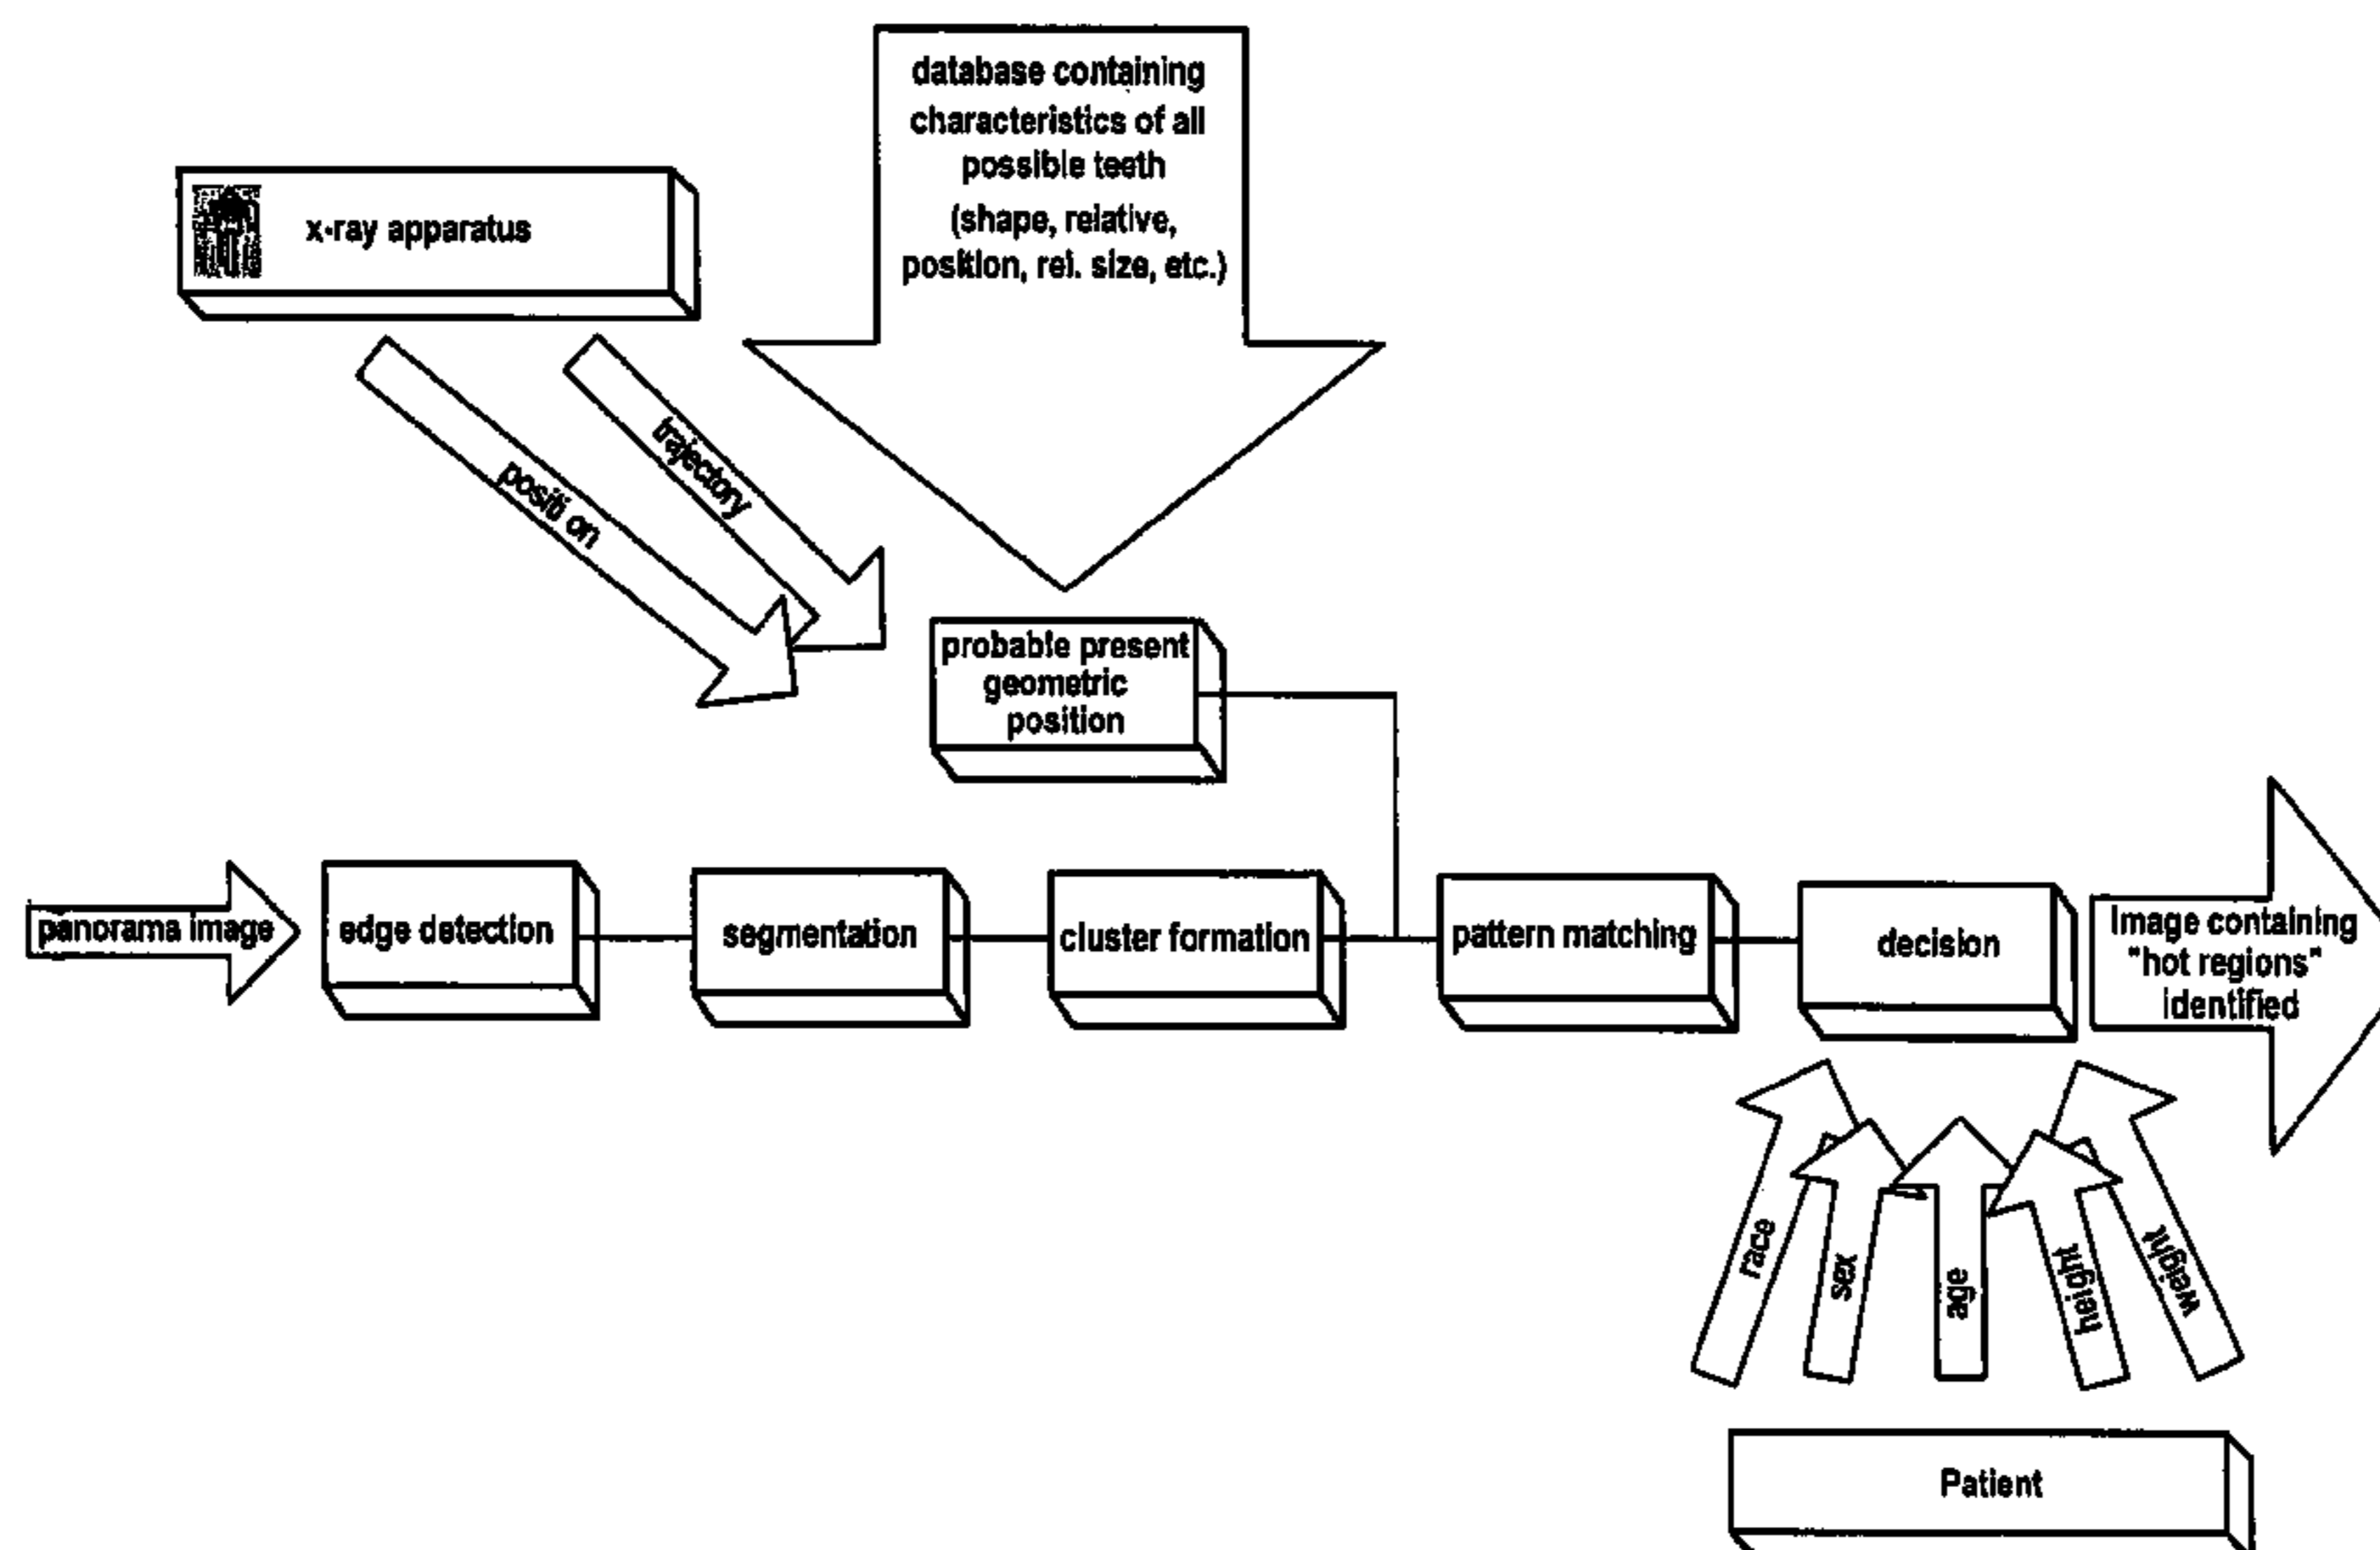 database containing
characteristics of all
possible teeth
(shape, relative,
position, rel. size, etc.)
x-ray apparatus
trajectory
positi on
probable present
geometric
position
panorama image
edge detection
segmentation
cluster formation
pattern matching
decision
Image containing
"hot regions"
identified
race
sex
age
height
weight
Patient